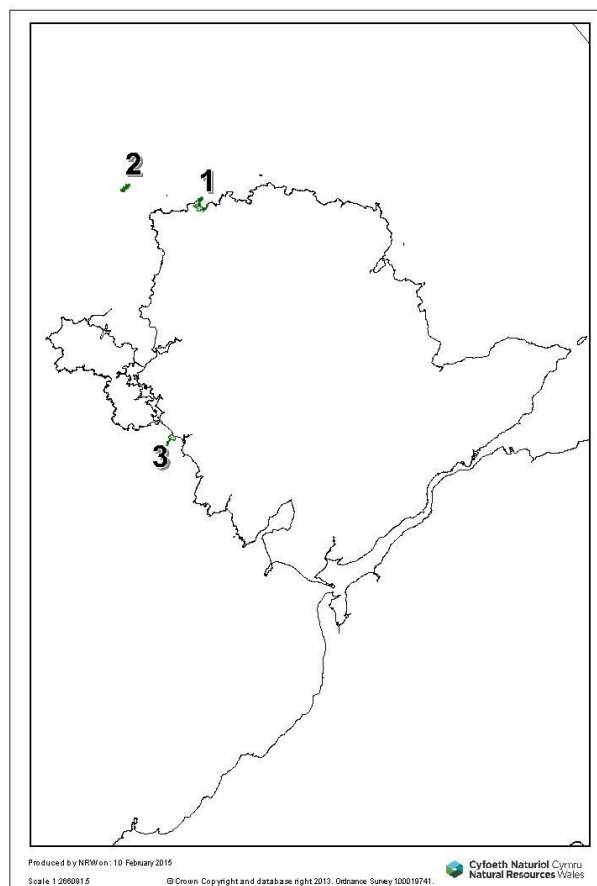 2
1
3
Produced by NRW on: 10 February 2015
Scale 1:266091.5
© Crown Copyright and database right 2013. Ordnance Survey 100019741.
Cyfoeth Naturiol Cymru
Natural Resources Wales